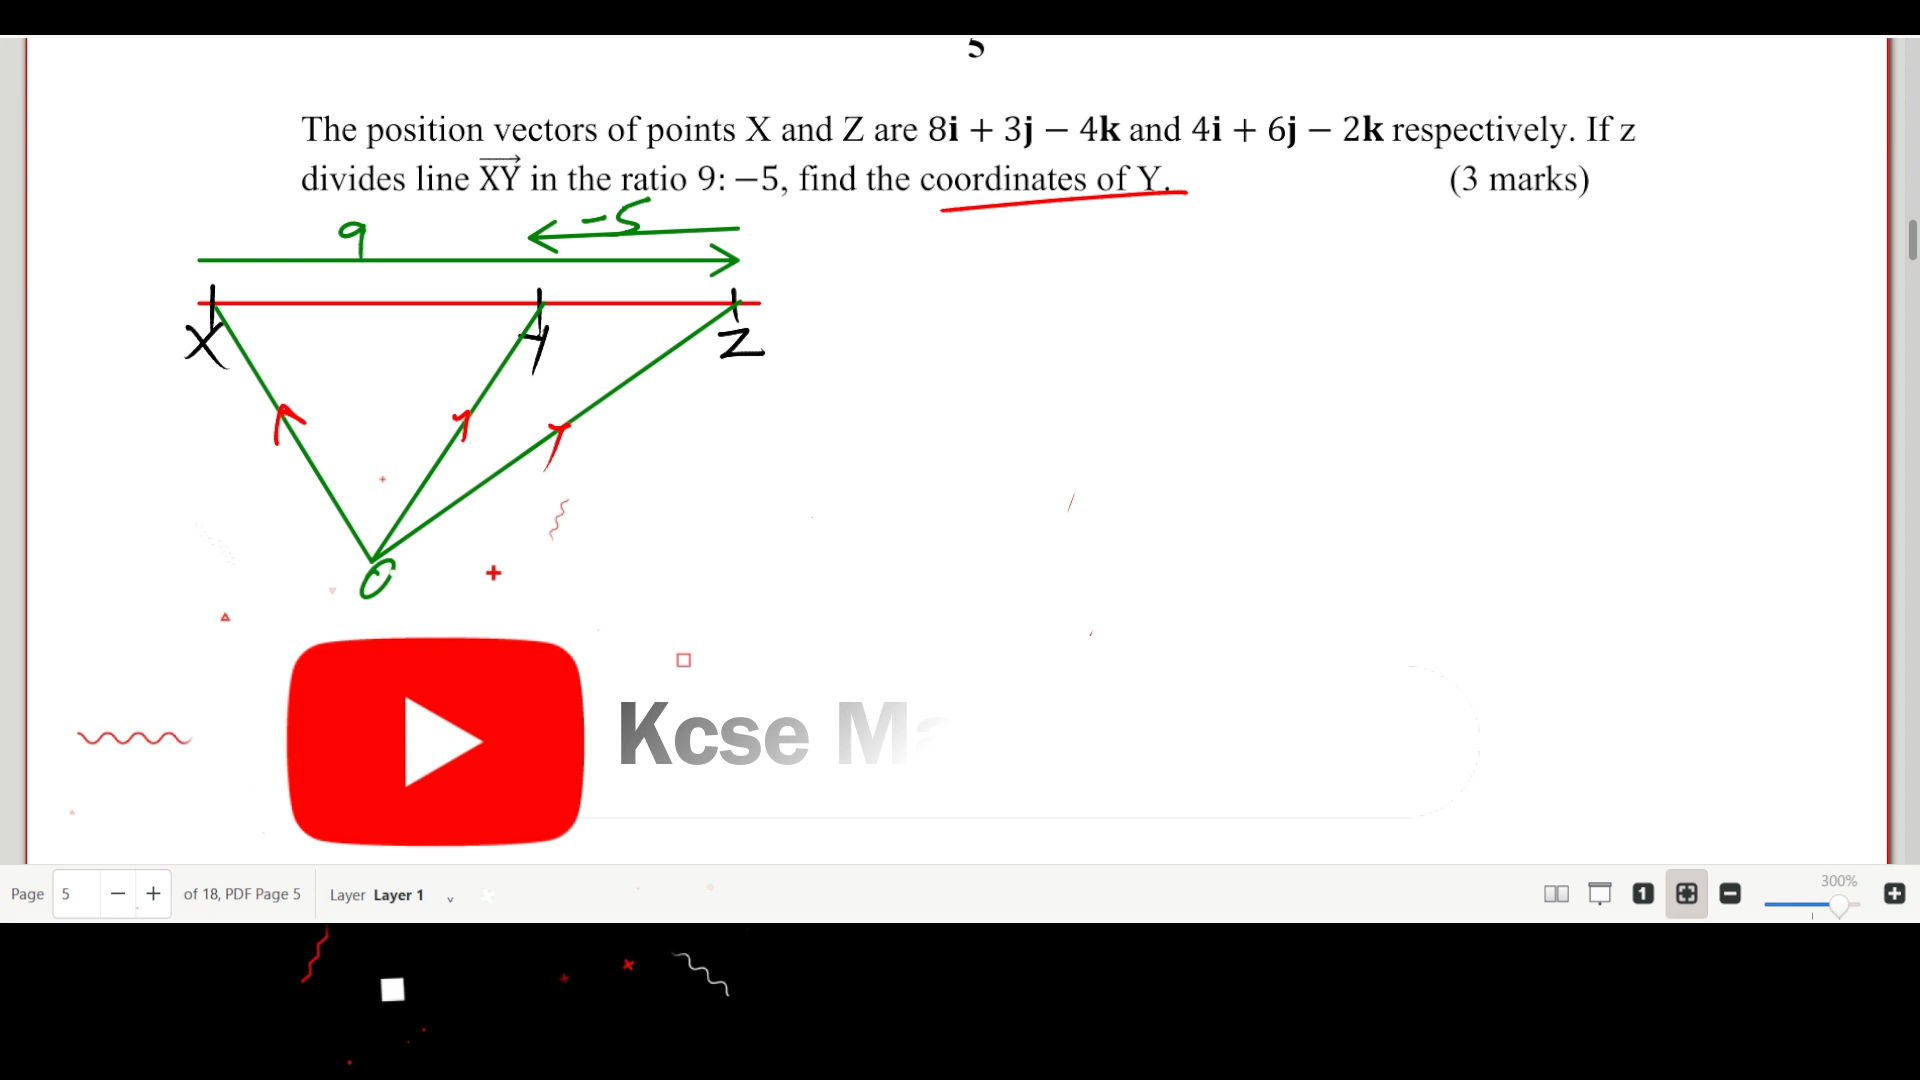 5
The position vectors of points X and Z are 8i + 3j − 4k and 4i + 6j − 2k respectively. If z
divides line XY in the ratio 9: −5, find the coordinates of Y. (3 marks)
-5
9
X Y Z
O
Kcse Ma
Page 5 of 18, PDF Page 5 Layer Layer 1 1 300%